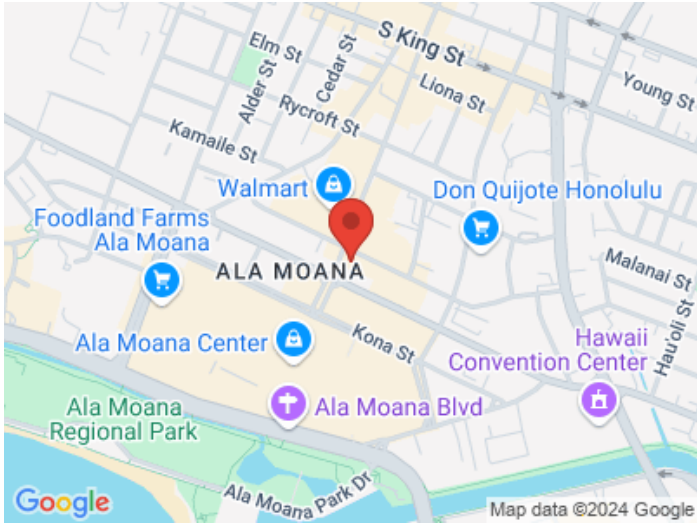 S King St
Elm St
Cedar St
Alder St
Liona St
Young St
Rycroft St
Kamaile St
Walmart
Don Quijote Honolulu
Foodland Farms
Ala Moana
ALA MOANA
Malanai St
Hau'oli St
Ala Moana Center
Kona St
Hawaii
Convention Center
Ala Moana
Regional Park
Ala Moana Blvd
Ala Moana Park Dr
Google
Map data ©2024 Google